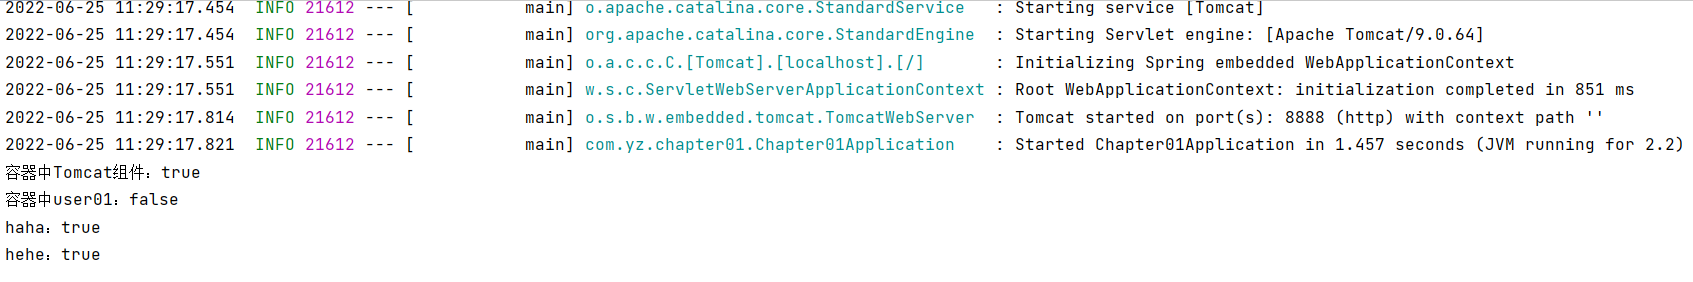 2022-06-25 11:29:17.454  INFO 21612 --- [           main] o.apache.catalina.core.StandardService   : Starting service [Tomcat]
2022-06-25 11:29:17.454  INFO 21612 --- [           main] org.apache.catalina.core.StandardEngine  : Starting Servlet engine: [Apache Tomcat/9.0.64]
2022-06-25 11:29:17.551  INFO 21612 --- [           main] o.a.c.c.C.[Tomcat].[localhost].[/]       : Initializing Spring embedded WebApplicationContext
2022-06-25 11:29:17.551  INFO 21612 --- [           main] w.s.c.ServletWebServerApplicationContext : Root WebApplicationContext: initialization completed in 851 ms
2022-06-25 11:29:17.814  INFO 21612 --- [           main] o.s.b.w.embedded.tomcat.TomcatWebServer  : Tomcat started on port(s): 8888 (http) with context path ''
2022-06-25 11:29:17.821  INFO 21612 --- [           main] com.yz.chapter01.Chapter01Application    : Started Chapter01Application in 1.457 seconds (JVM running for 2.2)
容器中Tomcat组件：true
容器中user01：false
haha：true
hehe：true